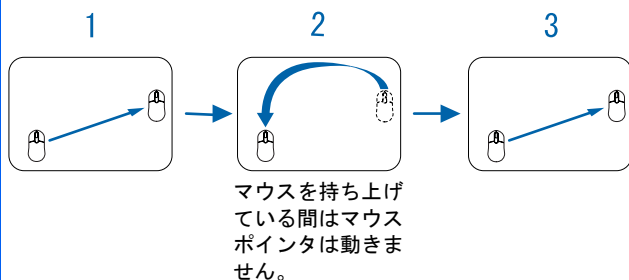 1 2 3
マウスを持ち上げ
ている間はマウス
ポインタは動きま
せん。